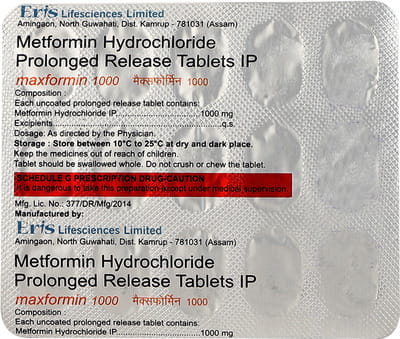 Eris Lifesciences Limited
Amingaon, North Guwahati, Dist. Kamrup - 781031 (Assam)
Metformin Hydrochloride
Prolonged Release Tablets IP
maxformin 1000 मैक्सफोर्मिन 1000
Composition :
Each uncoated prolonged release tablet contains:
Metformin Hydrochloride IP..............................1000 mg
Excipients...........................................................q.s.
Dosage: As directed by the Physician.
Storage : Store between 10°C to 25°C at dry and dark place.
Keep the medicines out of reach of children.
Tablet should be swallowed whole. Do not crush or chew the tablet.
SCHEDULE G PRESCRIPTION DRUG-CAUTION
It is dangerous to take this preparation except under medical supervision.
Mfg. Lic. No.: 377/DR/Mfg/2014
Manufactured by:
Eris Lifesciences Limited
Amingaon, North Guwahati, Dist. Kamrup - 781031 (Assam)
Metformin Hydrochloride
Prolonged Release Tablets IP
maxformin 1000 मैक्सफोर्मिन 1000
Composition :
Each uncoated prolonged release tablet contains:
Metformin Hydrochloride IP..............................1000 mg